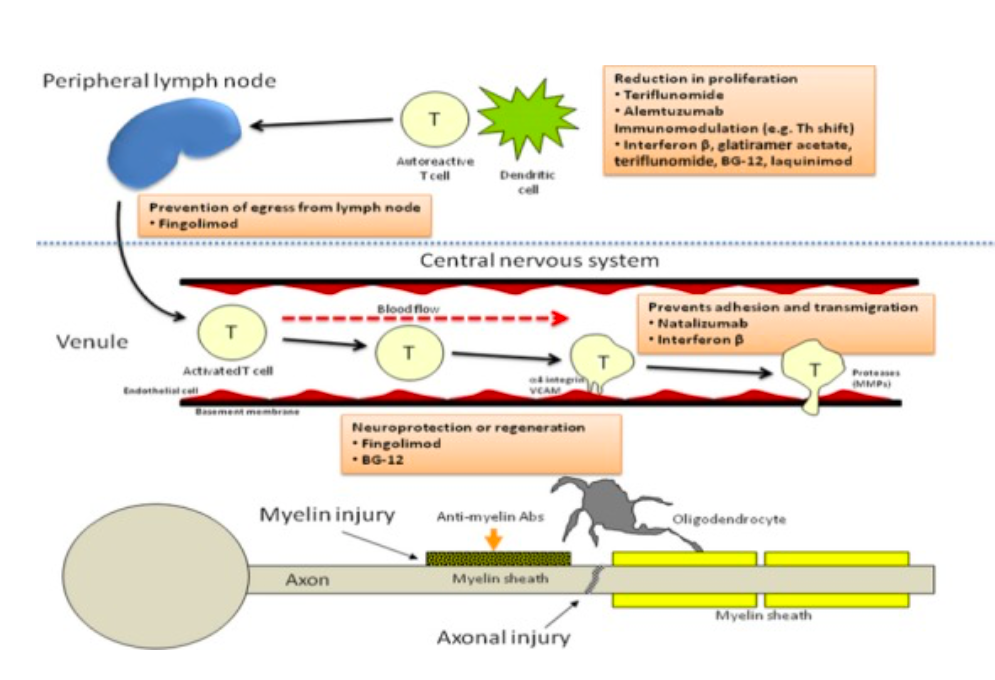 Peripheral lymph node
T
Autoreactive
T cell
Dendritic
cell
Reduction in proliferation
• Teriflunomide
• Alemtuzumab
Immunomodulation (e.g. Th shift)
• Interferon β, glatiramer acetate,
teriflunomide, BG-12, laquinimod
Prevention of egress from lymph node
• Fingolimod
Central nervous system
Venule
T
Activated T cell
Blood flow
T
T
α4 integrin
VCAM
Prevents adhesion and transmigration
• Natalizumab
• Interferon β
T
Proteases
(MMPs)
Endothelial cell
Basement membrane
Neuroprotection or regeneration
• Fingolimod
• BG-12
Myelin injury
Anti-myelin Abs
Oligodendrocyte
Axon
Myelin sheath
Myelin sheath
Axonal injury